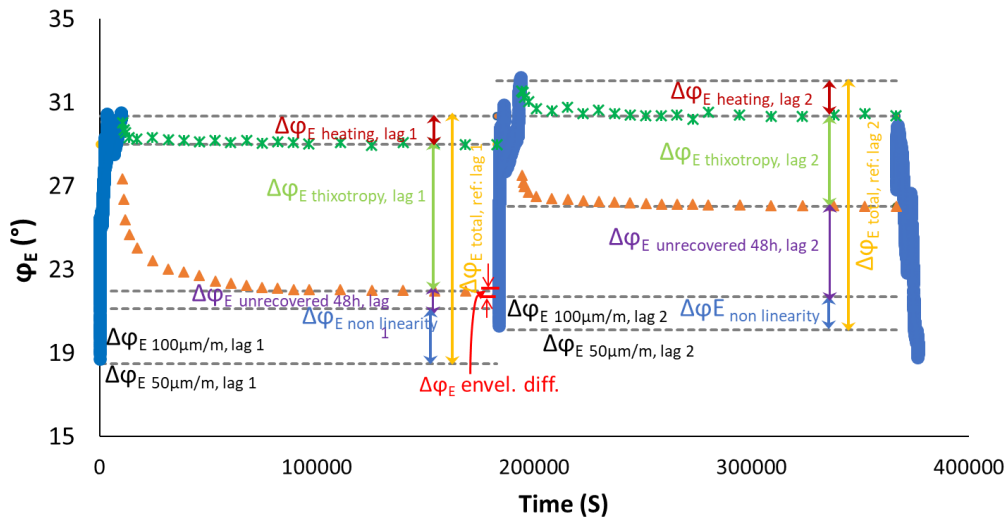 35
31
27
23
19
15
φE (°)
0
100000
200000
300000
400000
Time (S)
ΔφE heating, lag 1
ΔφE thixotropy, lag 1
ΔφE total, ref: lag 1
ΔφE unrecovered 48h, lag
1
ΔφE non linearity
ΔφE 100μm/m, lag 1
ΔφE 50μm/m, lag 1
ΔφE envel. diff.
ΔφE heating, lag 2
ΔφE thixotropy, lag 2
ΔφE total, ref: lag 2
ΔφE unrecovered 48h, lag 2
ΔφE non linearity
ΔφE 100μm/m, lag 2
ΔφE 50μm/m, lag 2